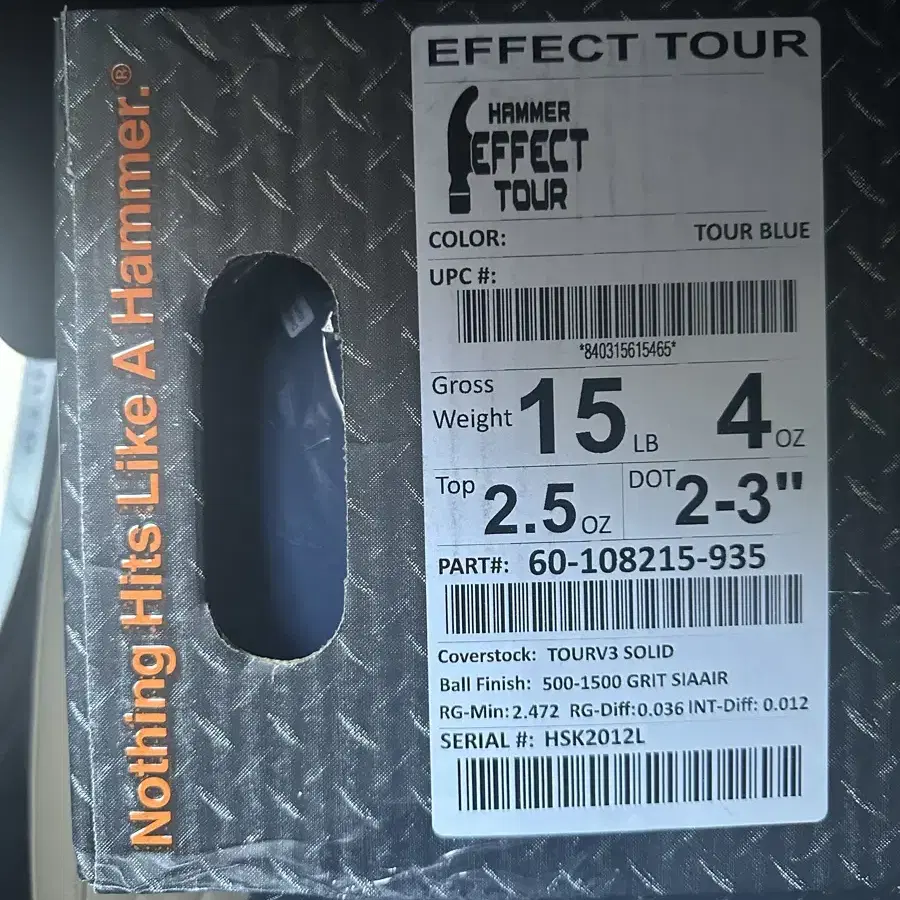 Nothing Hits Like A Hammer.®
EFFECT TOUR
HAMMER
EFFECT
TOUR
COLOR: TOUR BLUE
UPC #:
*840315615465*
Gross Weight 15 LB 4 OZ
Top 2.5 OZ DOT 2-3"
PART#: 60-108215-935
Coverstock: TOURV3 SOLID
Ball Finish: 500-1500 GRIT SIAAIR
RG-Min: 2.472 RG-Diff: 0.036 INT-Diff: 0.012
SERIAL #: HSK2012L